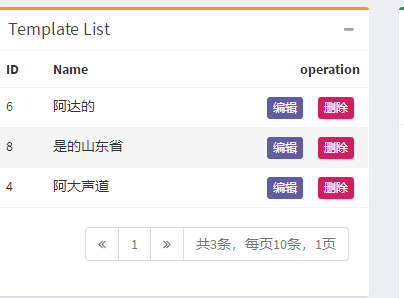 Template List
ID Name operation
6 阿达的 编辑 删除
8 是的山东省 编辑 删除
4 阿大声道 编辑 删除
« 1 » 共3条，每页10条，1页